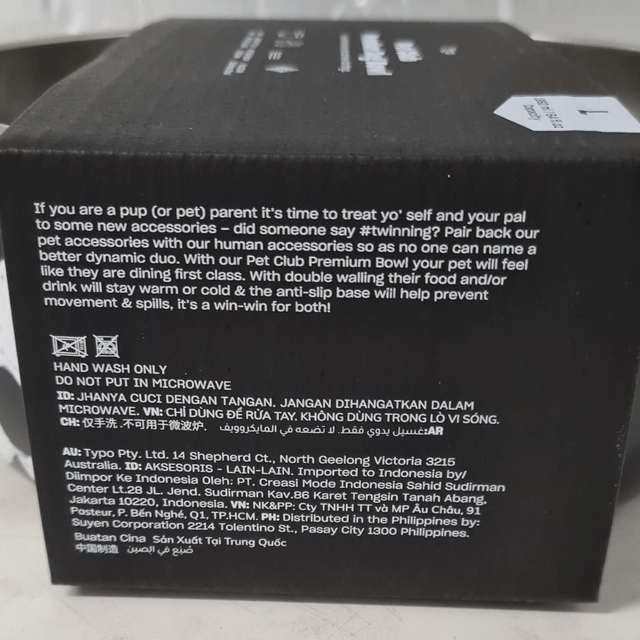 If you are a pup (or pet) parent it's time to treat yo' self and your pal
to some new accessories – did someone say #twinning? Pair back our
pet accessories with our human accessories so as no one can name a
better dynamic duo. With our Pet Club Premium Bowl your pet will feel
like they are dining first class. With double walling their food and/or
drink will stay warm or cold & the anti-slip base will help prevent
movement & spills, it's a win-win for both!
HAND WASH ONLY
DO NOT PUT IN MICROWAVE
ID: JHANYA CUCI DENGAN TANGAN. JANGAN DIHANGATKAN DALAM
MICROWAVE. VN: CHỈ DÙNG ĐỂ RỬA TAY. KHÔNG DÙNG TRONG LÒ VI SÓNG.
CH: 仅手洗. 不可用于微波炉. AR:غسيل يدوي فقط. لا تضعه في المايكروويف
AU: Typo Pty. Ltd. 14 Shepherd Ct., North Geelong Victoria 3215
Australia. ID: AKSESORIS - LAIN-LAIN. Imported to Indonesia by/
Diimpor Ke Indonesia Oleh: PT. Creasi Mode Indonesia Sahid Sudirman
Center Lt.28 JL. Jend. Sudirman Kav.86 Karet Tengsin Tanah Abang,
Jakarta 10220, Indonesia. VN: NK&PP: Cty TNHH TT và MP Âu Châu, 91
Pasteur, P. Bến Nghé, Q1, TP.HCM. PH: Distributed in the Philippines by:
Suyen Corporation 2214 Tolentino St., Pasay City 1300 Philippines.
Buatan Cina Sản Xuất Tại Trung Quốc
中国制造 صُنِع في الصين
1